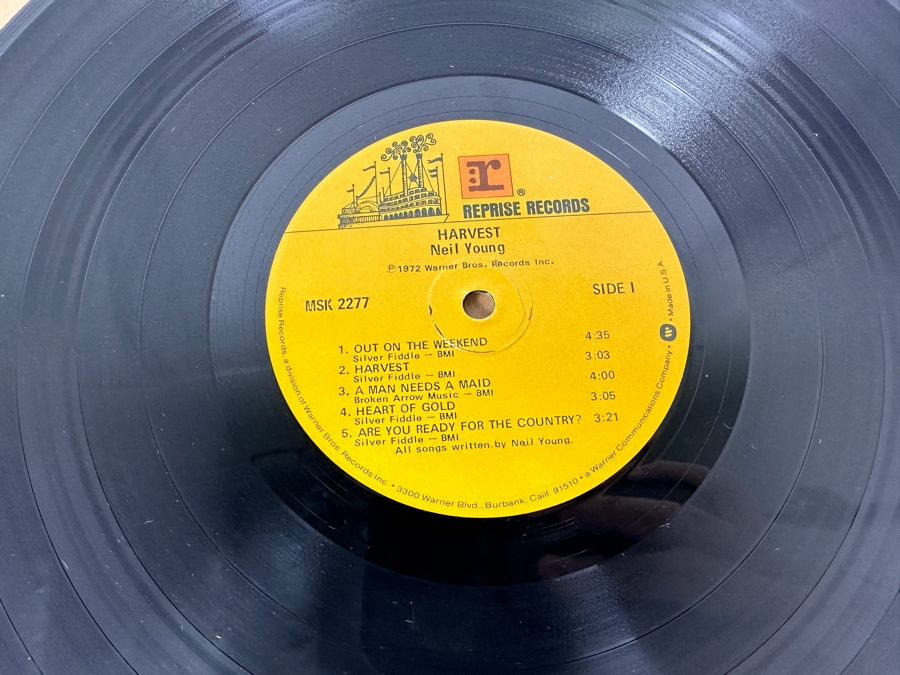 r ®
REPRISE RECORDS
HARVEST
Neil Young
℗ 1972 Warner Bros. Records Inc.
MSK 2277
SIDE 1
1. OUT ON THE WEEKEND 4:35
Silver Fiddle — BMI
2. HARVEST 3:03
Silver Fiddle — BMI
3. A MAN NEEDS A MAID 4:00
Broken Arrow Music — BMI
4. HEART OF GOLD 3:05
Silver Fiddle — BMI
5. ARE YOU READY FOR THE COUNTRY? 3:21
Silver Fiddle — BMI
All songs written by Neil Young.
Reprise Records, a division of Warner Bros. Records Inc. • 3300 Warner Blvd., Burbank, Calif. 91510 • a Warner Communications Company • W • Made in U.S.A.